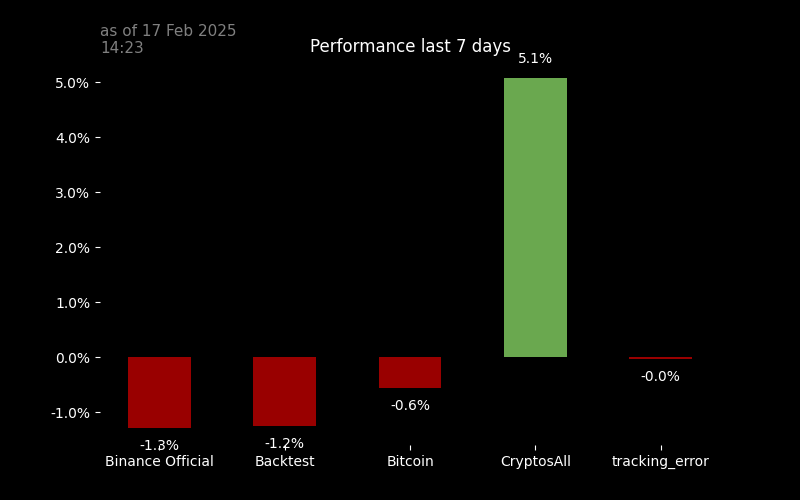 as of 17 Feb 2025
14:23
Performance last 7 days
5.1%
5.0%
4.0%
3.0%
2.0%
1.0%
0.0%
-0.0%
-0.6%
-1.0%
-1.3%
-1.2%
Binance Official
Backtest
Bitcoin
CryptosAll
tracking_error